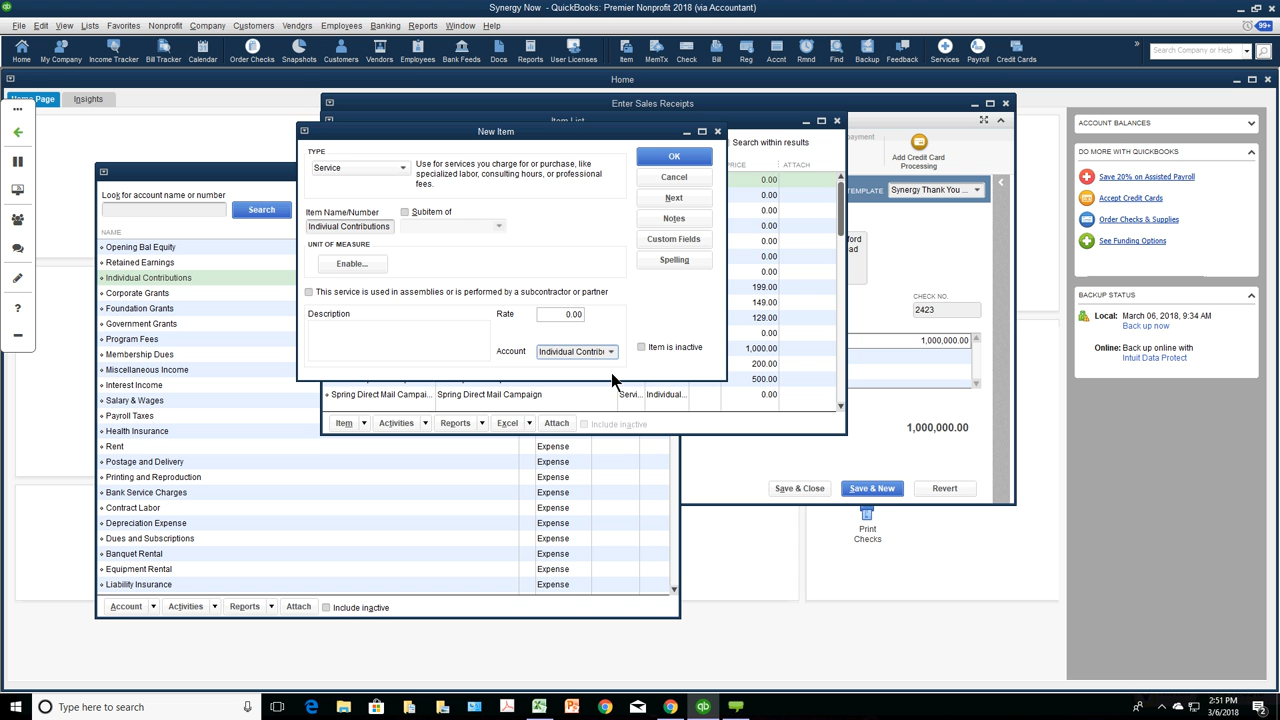 Synergy Now - QuickBooks: Premier Nonprofit 2018 (via Accountant)
File Edit View Lists Favorites Nonprofit Company Customers Vendors Employees Banking Reports Window Help 99+
Home My Company Income Tracker Bill Tracker Calendar Order Checks Snapshots Customers Vendors Employees Bank Feeds Docs Reports User Licenses Item MemTx Check Bill Reg Accnt Rmnd Find Backup Feedback Services Payroll Credit Cards Search Company or Help
Home
Home Page Insights
Enter Sales Receipts
Item List
Search within results
PRICE ATTACH
0.00
0.00
0.00
0.00
0.00
0.00
0.00
199.00
149.00
129.00
0.00
1,000.00
200.00
500.00
Spring Direct Mail Campai... Spring Direct Mail Campaign Servi... Individual... 0.00
Item Activities Reports Excel Attach Include inactive
New Item
TYPE
Service
Use for services you charge for or purchase, like
specialized labor, consulting hours, or professional
fees.
Item Name/Number Subitem of
Indiviual Contributions
UNIT OF MEASURE
Enable...
This service is used in assemblies or is performed by a subcontractor or partner
Description Rate 0.00
Account Individual Contribu
Item is inactive
OK
Cancel
Next
Notes
Custom Fields
Spelling
Look for account name or number
Search
NAME
Opening Bal Equity
Retained Earnings
Individual Contributions
Corporate Grants
Foundation Grants
Government Grants
Program Fees
Membership Dues
Miscellaneous Income
Interest Income
Salary & Wages
Payroll Taxes
Health Insurance
Rent Expense
Postage and Delivery Expense
Printing and Reproduction Expense
Bank Service Charges Expense
Contract Labor Expense
Depreciation Expense Expense
Dues and Subscriptions Expense
Banquet Rental Expense
Equipment Rental Expense
Liability Insurance Expense
Account Activities Reports Attach Include inactive
payment
Add Credit Card
Processing
TEMPLATE Synergy Thank You ...
ford
ad
CHECK NO.
2423
1,000,000.00
1,000,000.00
Save & Close Save & New Revert
Print
Checks
ACCOUNT BALANCES
DO MORE WITH QUICKBOOKS
Save 20% on Assisted Payroll
Accept Credit Cards
Order Checks & Supplies
See Funding Options
BACKUP STATUS
Local: March 06, 2018, 9:34 AM
Back up now
Online: Back up online with
Intuit Data Protect
Type here to search
2:51 PM
3/6/2018
2